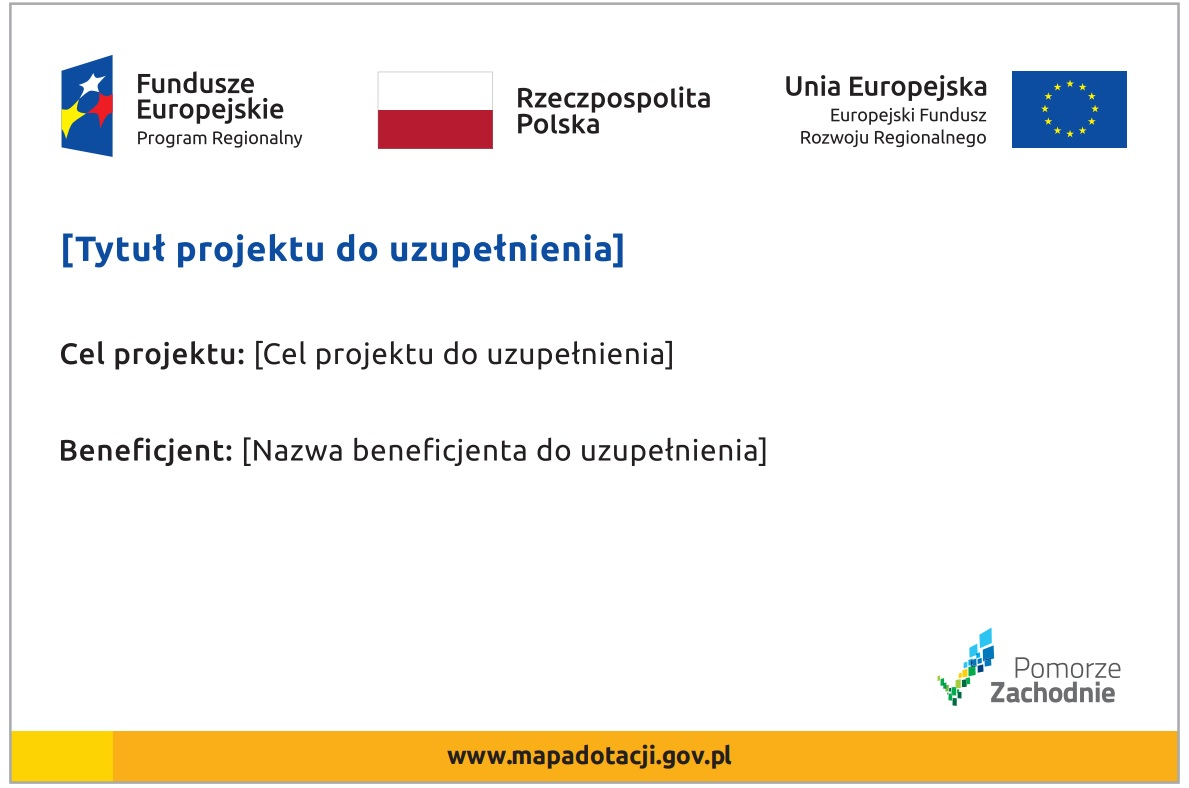 Fundusze
Europejskie
Program Regionalny
Rzeczpospolita
Polska
Unia Europejska
Europejski Fundusz
Rozwoju Regionalnego
[Tytuł projektu do uzupełnienia]
Cel projektu: [Cel projektu do uzupełnienia]
Beneficjent: [Nazwa beneficjenta do uzupełnienia]
Pomorze
Zachodnie
www.mapadotacji.gov.pl